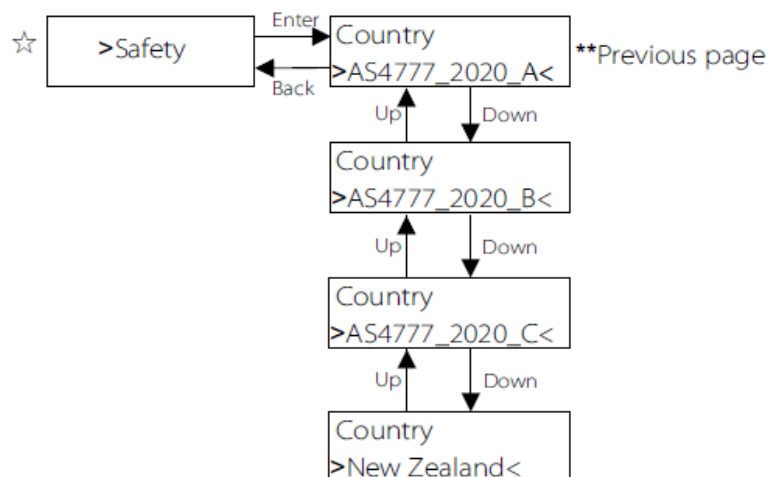 Enter
☆ >Safety
Back
Country
>AS4777_2020_A<
**Previous page
Up Down
Country
>AS4777_2020_B<
Up Down
Country
>AS4777_2020_C<
Up Down
Country
>New Zealand<